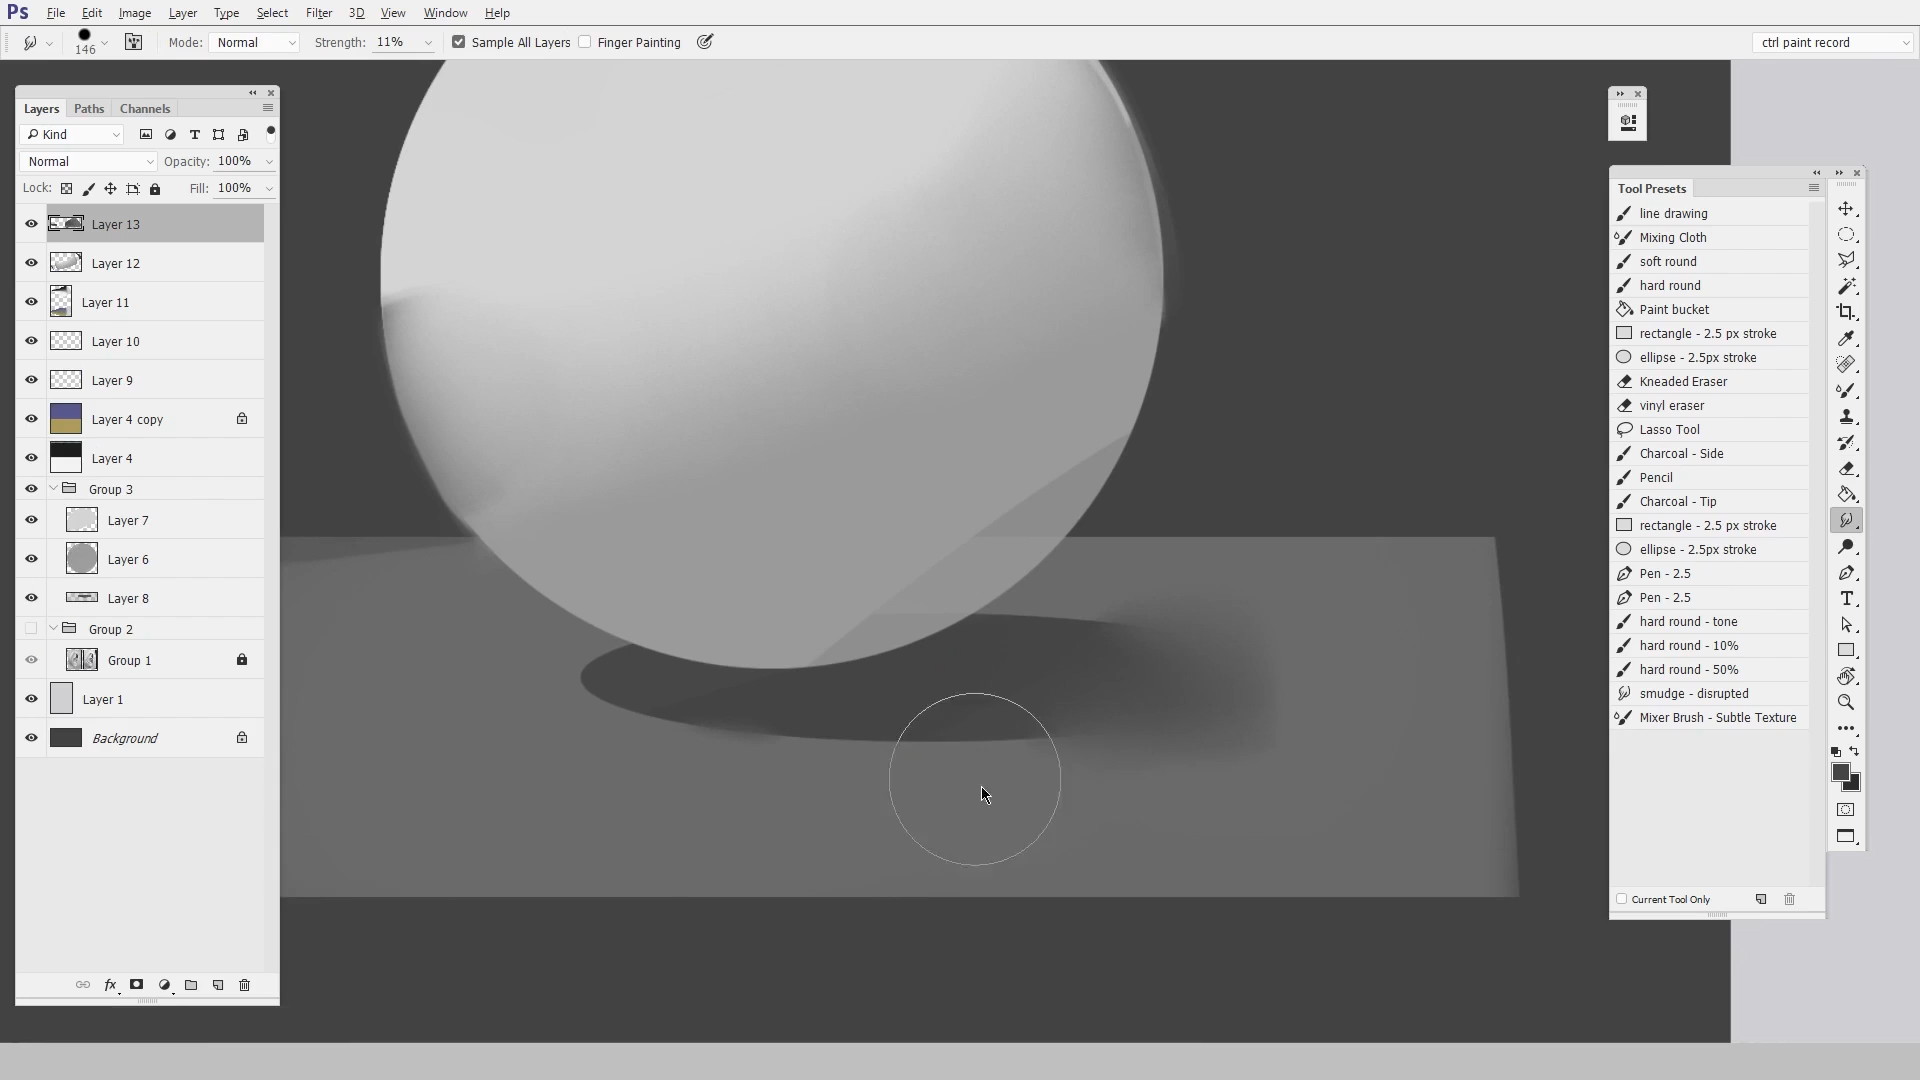 Ps File Edit Image Layer Type Select Filter 3D View Window Help
146 Mode: Normal Strength: 11% Sample All Layers Finger Painting ctrl paint record
Layers Paths Channels
Kind
Normal Opacity: 100%
Lock: Fill: 100%
Layer 13
Layer 12
Layer 11
Layer 10
Layer 9
Layer 4 copy
Layer 4
Group 3
Layer 7
Layer 6
Layer 8
Group 2
Group 1
Layer 1
Background
fx
Tool Presets
line drawing
Mixing Cloth
soft round
hard round
Paint bucket
rectangle - 2.5 px stroke
ellipse - 2.5px stroke
Kneaded Eraser
vinyl eraser
Lasso Tool
Charcoal - Side
Pencil
Charcoal - Tip
rectangle - 2.5 px stroke
ellipse - 2.5px stroke
Pen - 2.5
Pen - 2.5
hard round - tone
hard round - 10%
hard round - 50%
smudge - disrupted
Mixer Brush - Subtle Texture
Current Tool Only